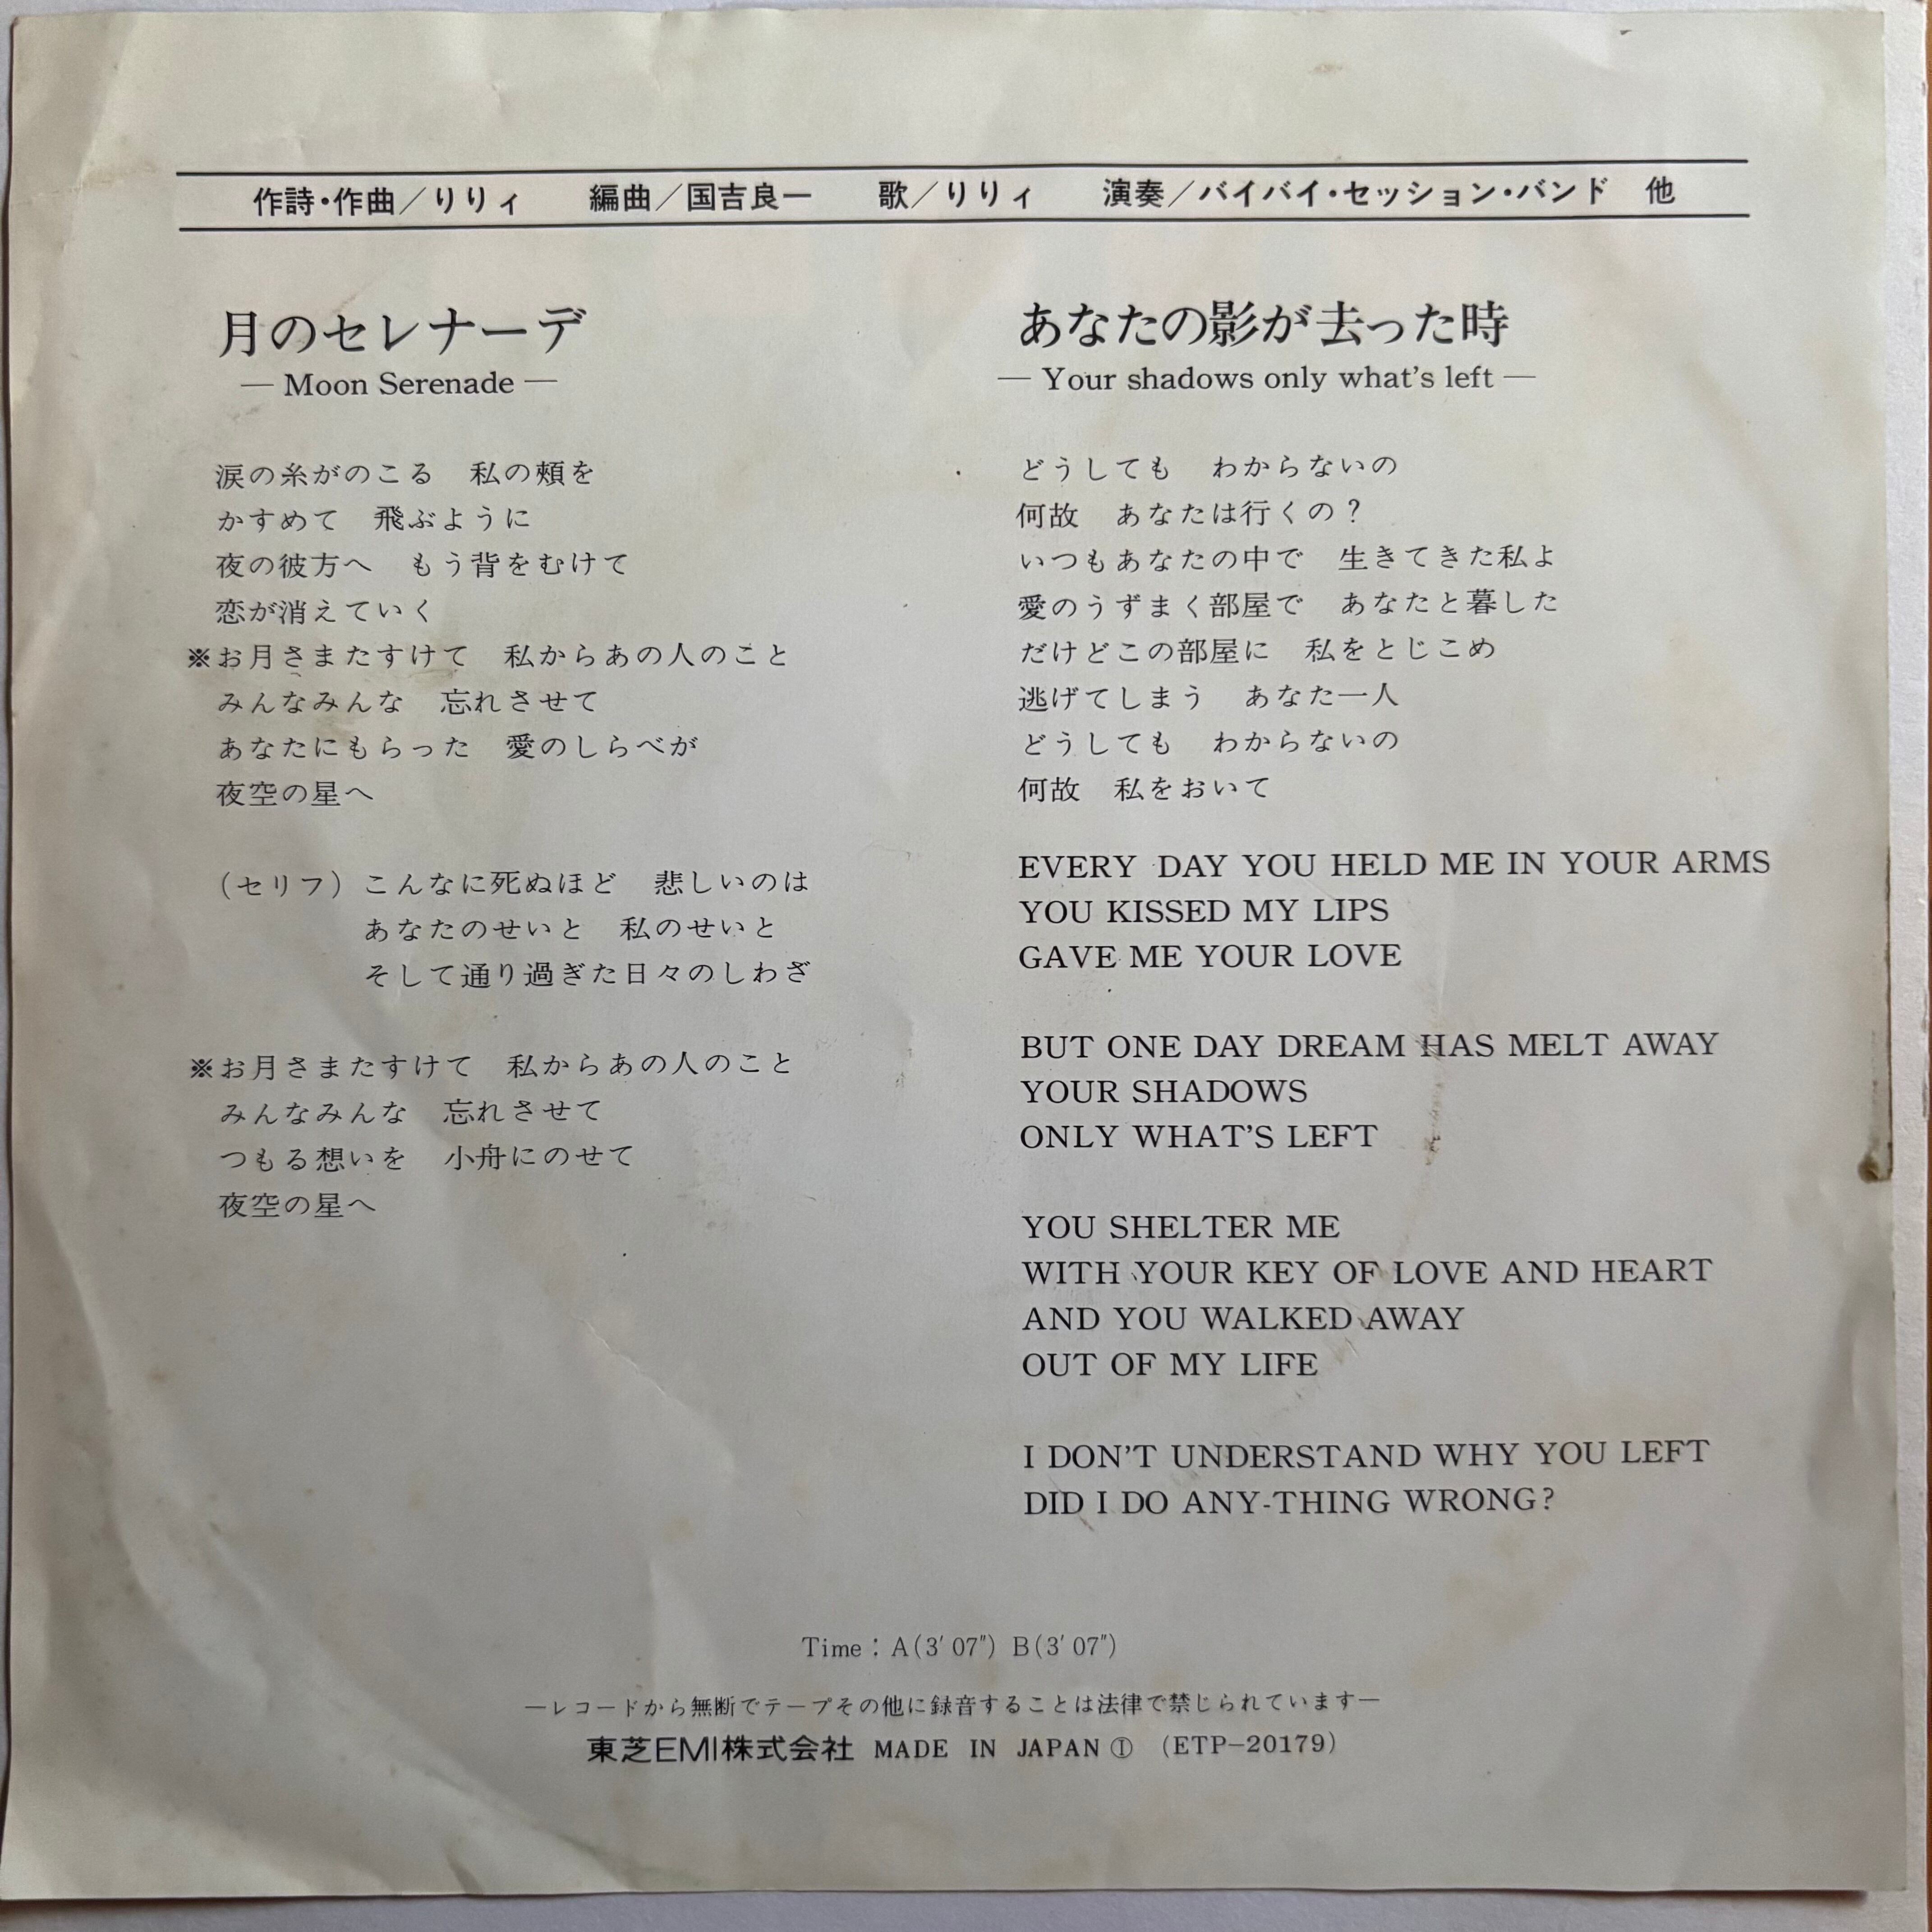 作詩・作曲／りりィ　編曲／国吉良一　歌／りりィ　演奏／バイバイ・セッション・バンド　他
月のセレナーデ
— Moon Serenade —
涙の糸がのこる　私の頬を
かすめて　飛ぶように
夜の彼方へ　もう背をむけて
恋が消えていく
※お月さまたすけて　私からあの人のこと
みんなみんな　忘れさせて
あなたにもらった　愛のしらべが
夜空の星へ
（セリフ）こんなに死ぬほど　悲しいのは
あなたのせいと　私のせいと
そして通り過ぎた日々のしわざ
※お月さまたすけて　私からあの人のこと
みんなみんな　忘れさせて
つもる想いを　小舟にのせて
夜空の星へ
あなたの影が去った時
— Your shadows only what's left —
どうしても　わからないの
何故　あなたは行くの？
いつもあなたの中で　生きてきた私よ
愛のうずまく部屋で　あなたと暮した
だけどこの部屋に　私をとじこめ
逃げてしまう　あなた一人
どうしても　わからないの
何故　私をおいて
EVERY DAY YOU HELD ME IN YOUR ARMS
YOU KISSED MY LIPS
GAVE ME YOUR LOVE
BUT ONE DAY DREAM HAS MELT AWAY
YOUR SHADOWS
ONLY WHAT'S LEFT
YOU SHELTER ME
WITH YOUR KEY OF LOVE AND HEART
AND YOU WALKED AWAY
OUT OF MY LIFE
I DON'T UNDERSTAND WHY YOU LEFT
DID I DO ANY-THING WRONG?
Time：A(3′07″) B(3′07″)
—レコードから無断でテープその他に録音することは法律で禁じられています—
東芝EMI株式会社 MADE IN JAPAN ① (ETP−20179)